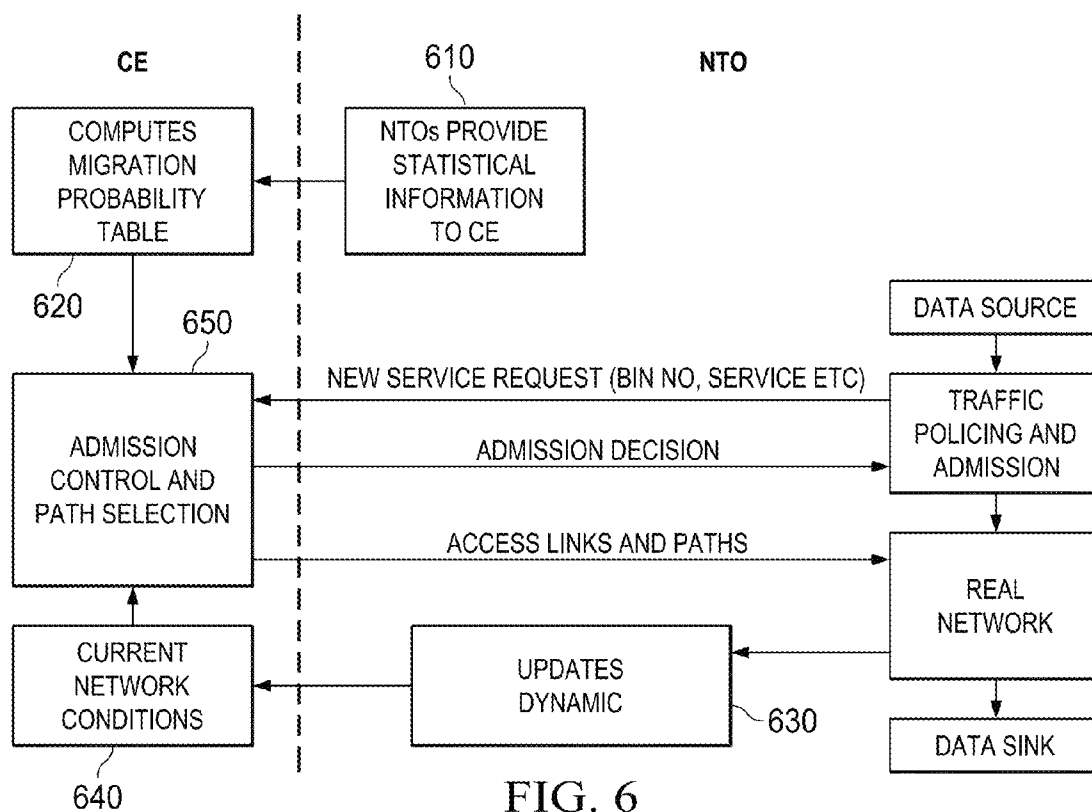 CE
NTO
610
COMPUTES
MIGRATION
PROBABILITY
TABLE
NTOs PROVIDE
STATISTICAL
INFORMATION
TO CE
620
650
DATA SOURCE
NEW SERVICE REQUEST (BIN NO, SERVICE ETC)
TRAFFIC
POLICING AND
ADMISSION
ADMISSION
CONTROL AND
PATH SELECTION
ADMISSION DECISION
ACCESS LINKS AND PATHS
REAL
NETWORK
CURRENT
NETWORK
CONDITIONS
UPDATES
DYNAMIC
630
DATA SINK
640
FIG. 6